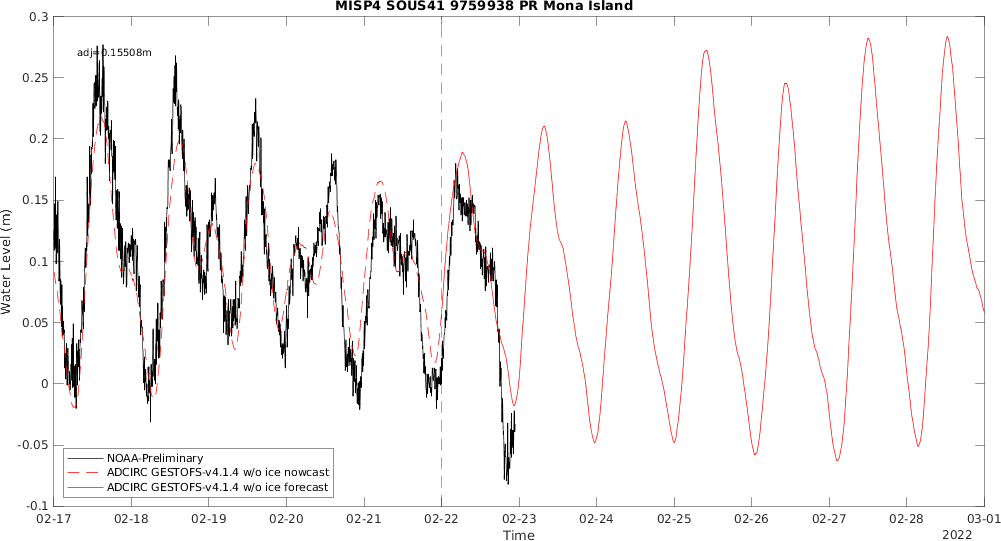 MISP4 SOUS41 9759938 PR Mona Island
adj=0.15508m
0.3
0.25
0.2
0.15
0.1
0.05
0
-0.05
-0.1
Water Level (m)
NOAA-Preliminary
ADCIRC GESTOFS-v4.1.4 w/o ice nowcast
ADCIRC GESTOFS-v4.1.4 w/o ice forecast
02-17 02-18 02-19 02-20 02-21 02-22 02-23 02-24 02-25 02-26 02-27 02-28 03-01
Time
2022